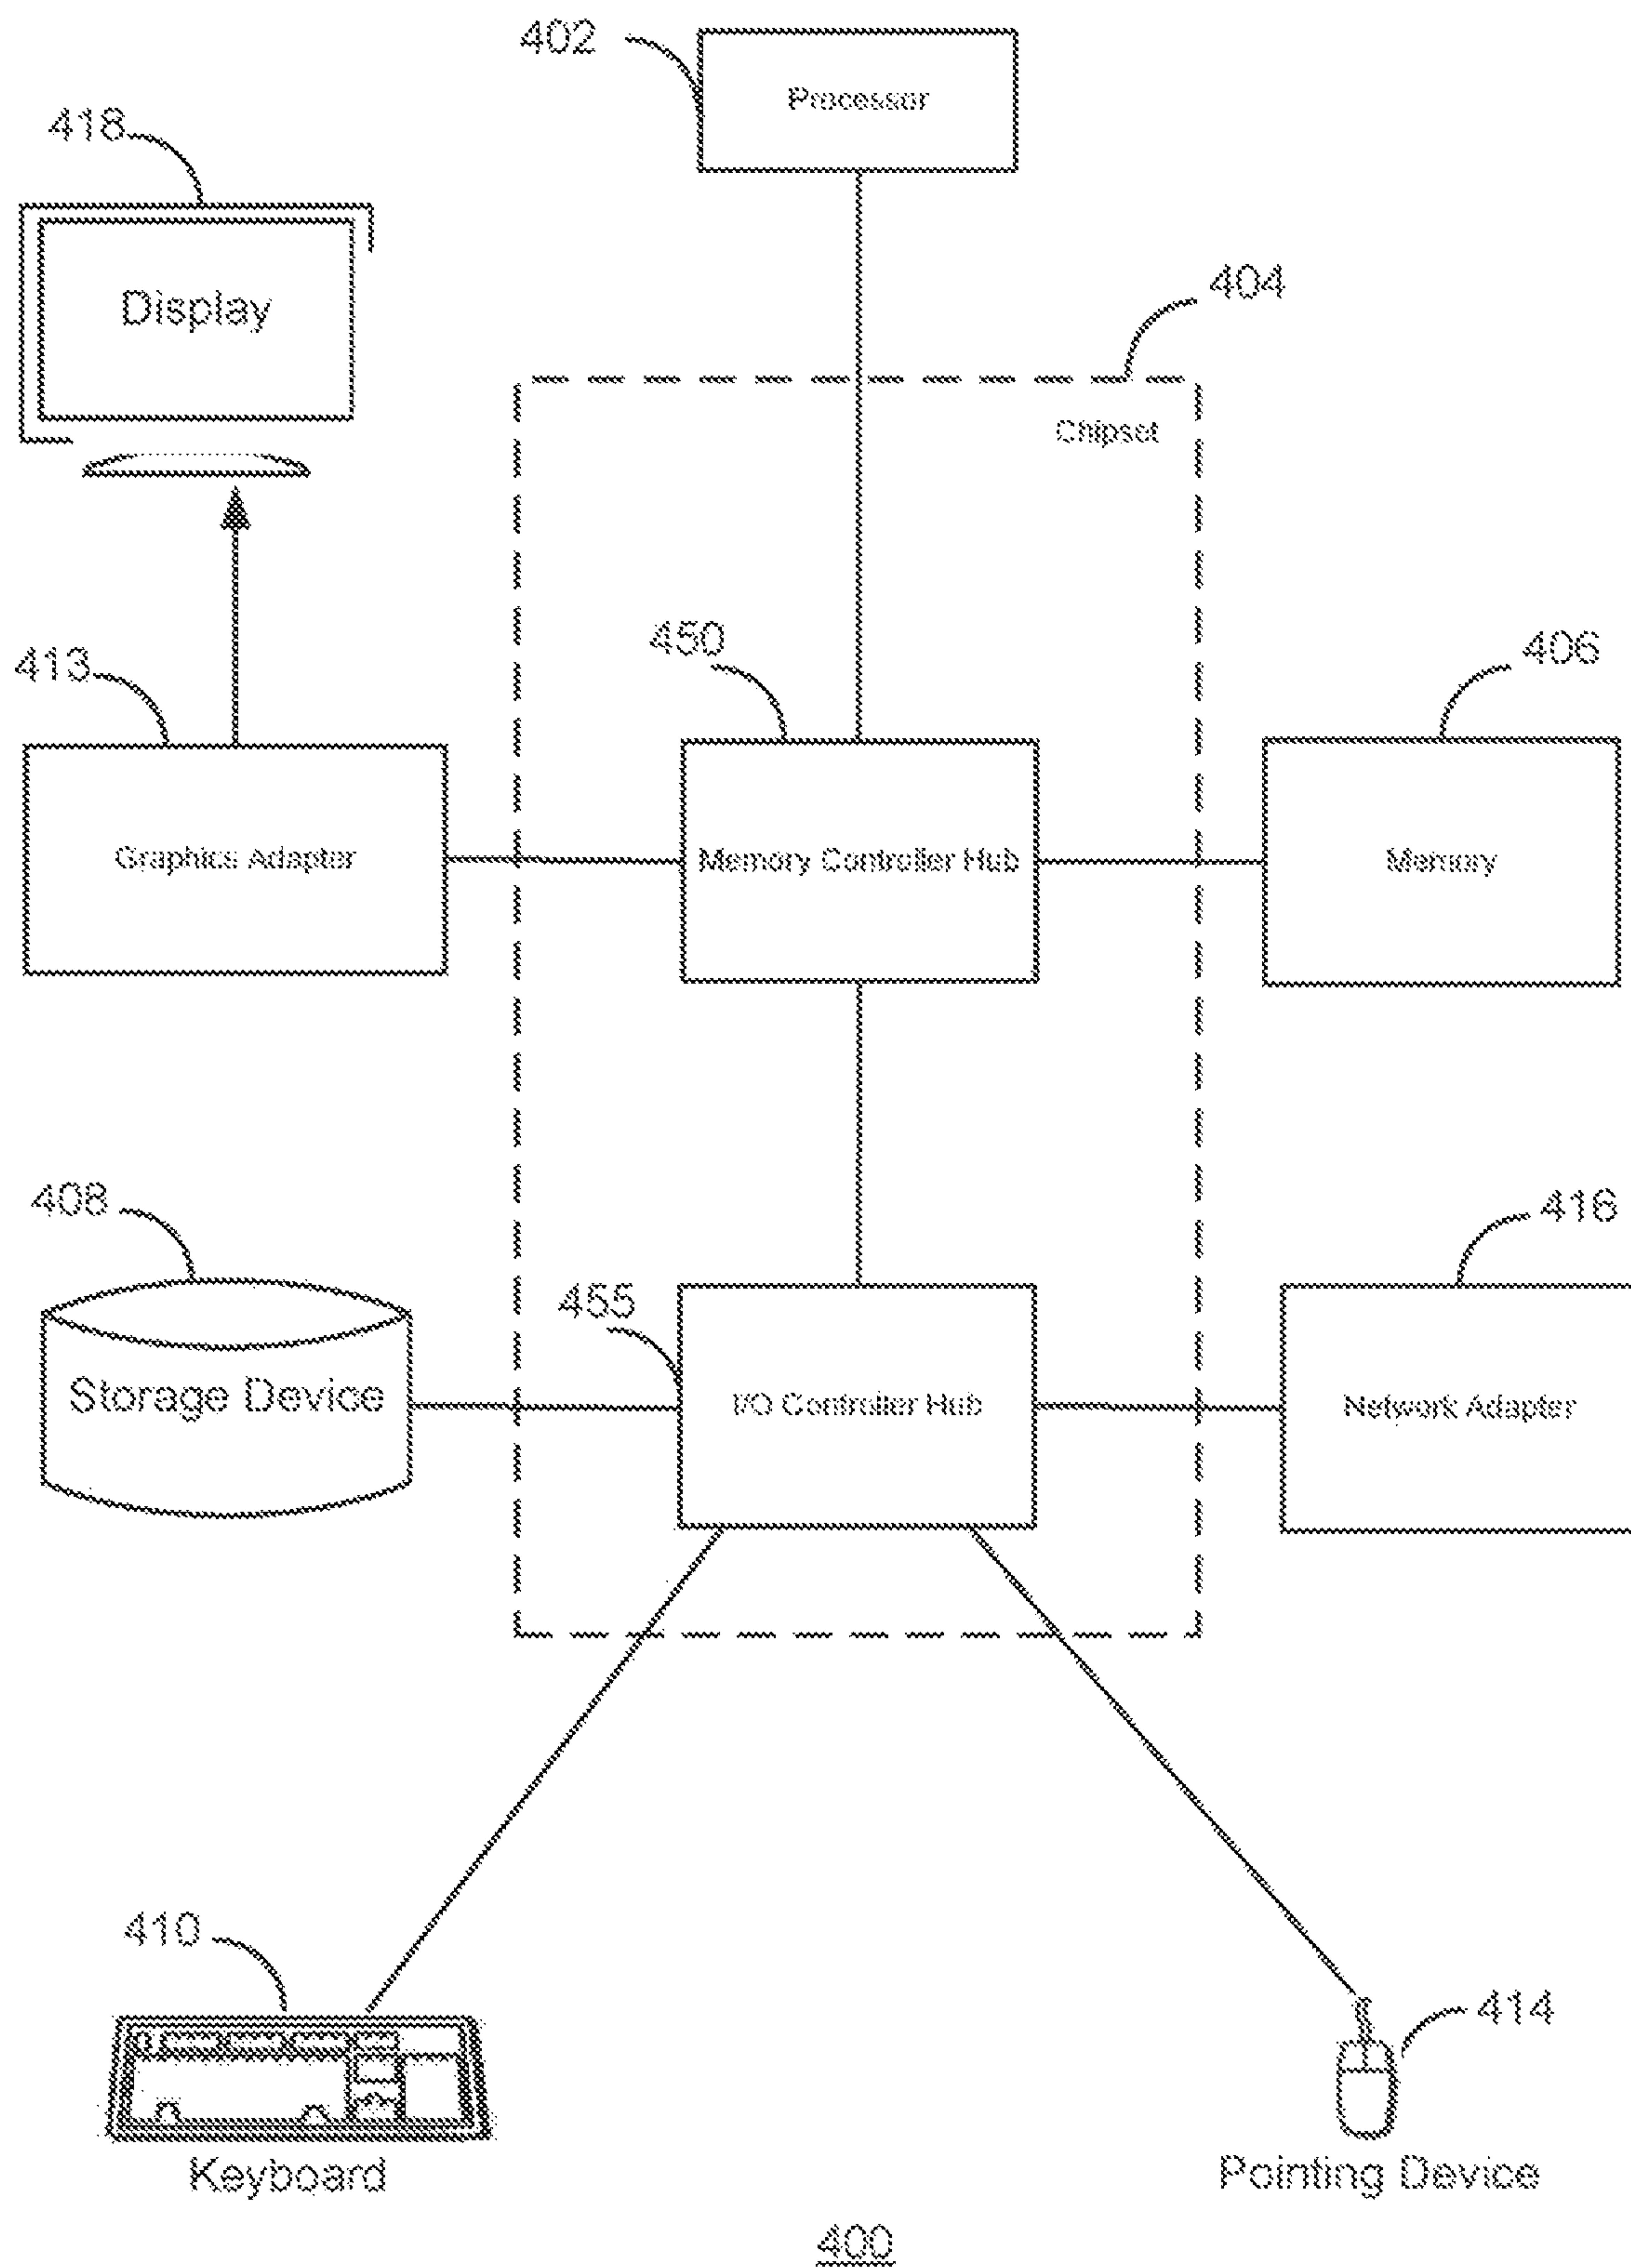 402
Processor
418
Display
404
Chipset
413
450
406
Graphics Adapter
Memory Controller Hub
Memory
408
455
416
Storage Device
I/O Controller Hub
Network Adapter
410
414
Keyboard
Pointing Device
400